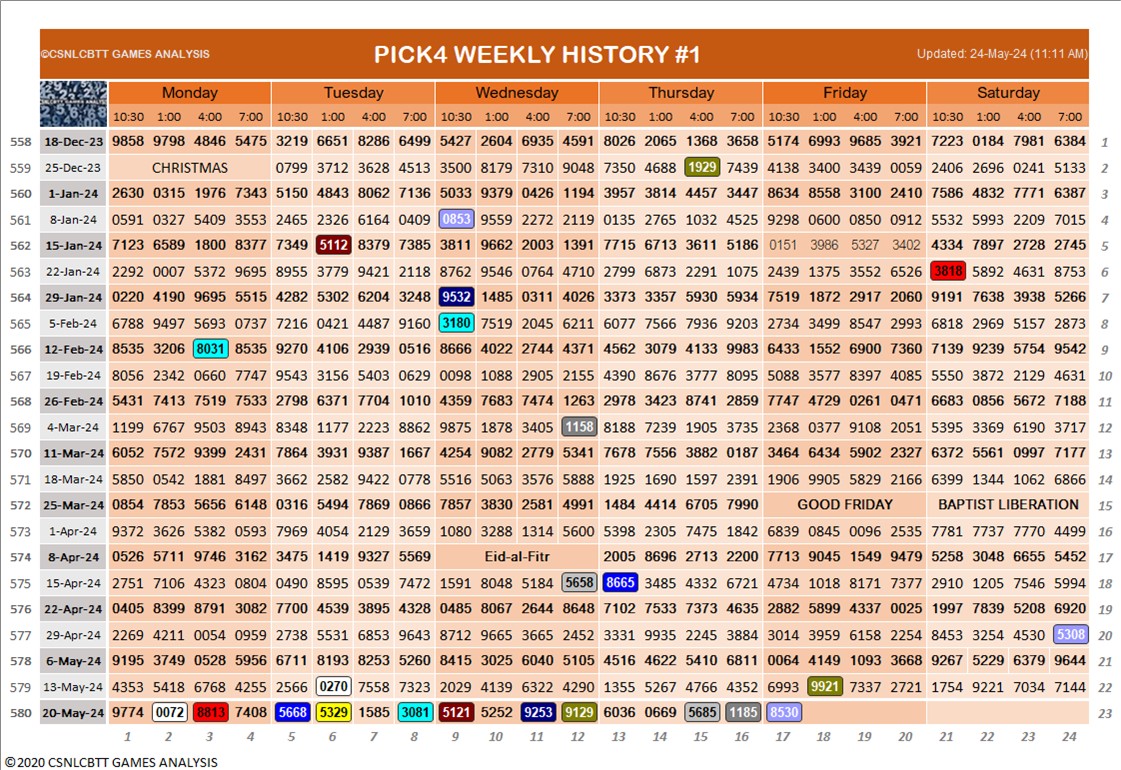 ©CSNLCBTT GAMES ANALYSIS PICK4 WEEKLY HISTORY #1 Updated: 24-May-24 (11:11 AM)
Monday Tuesday Wednesday Thursday Friday Saturday
10:30 1:00 4:00 7:00 10:30 1:00 4:00 7:00 10:30 1:00 4:00 7:00 10:30 1:00 4:00 7:00 10:30 1:00 4:00 7:00 10:30 1:00 4:00 7:00
558 18-Dec-23 9858 9798 4846 5475 3219 6651 8286 6499 5427 2604 6935 4591 8026 2065 1368 3658 5174 6993 9685 3921 7223 0184 7981 6384 1
559 25-Dec-23 CHRISTMAS 0799 3712 3628 4513 3500 8179 7310 9048 7350 4688 1929 7439 4138 3400 3439 0059 2406 2696 0241 5133 2
560 1-Jan-24 2630 0315 1976 7343 5150 4843 8062 7136 5033 9379 0426 1194 3957 3814 4457 3447 8634 8558 3100 2410 7586 4832 7771 6387 3
561 8-Jan-24 0591 0327 5409 3553 2465 2326 6164 0409 0853 9559 2272 2119 0135 2765 1032 4525 9298 0600 0850 0912 5532 5993 2209 7015 4
562 15-Jan-24 7123 6589 1800 8377 7349 5112 8379 7385 3811 9662 2003 1391 7715 6713 3611 5186 0151 3986 5327 3402 4334 7897 2728 2745 5
563 22-Jan-24 2292 0007 5372 9695 8955 3779 9421 2118 8762 9546 0764 4710 2799 6873 2291 1075 2439 1375 3552 6526 3818 5892 4631 8753 6
564 29-Jan-24 0220 4190 9695 5515 4282 5302 6204 3248 9532 1485 0311 4026 3373 3357 5930 5934 7519 1872 2917 2060 9191 7638 3938 5266 7
565 5-Feb-24 6788 9497 5693 0737 7216 0421 4487 9160 3180 7519 2045 6211 6077 7566 7936 9203 2734 3499 8547 2993 6818 2969 5157 2873 8
566 12-Feb-24 8535 3206 8031 8535 9270 4106 2939 0516 8666 4022 2744 4371 4562 4079 4133 9983 6433 1552 6900 7360 7139 9239 5754 9542 9
567 19-Feb-24 8056 2342 0660 7747 9543 3156 5403 0629 0098 1088 2905 2155 4390 8676 3777 8095 5088 3577 8397 4085 5550 3872 2129 4631 10
568 26-Feb-24 5431 7413 7519 7533 2798 6371 7704 1010 4359 7683 7474 1263 2978 3423 8741 2859 7747 4729 0261 0471 6683 0856 5672 7188 11
569 4-Mar-24 1199 6767 9503 8943 8348 1177 2223 8862 9875 1878 3405 1158 8188 7239 1905 3735 2368 0377 9108 2051 5395 3369 6190 3717 12
570 11-Mar-24 6052 7572 9399 2431 7864 3931 9387 1667 4254 9082 2779 5341 7678 7556 3882 0187 3464 6434 5902 2327 6372 5561 0997 7177 13
571 18-Mar-24 5850 0542 1881 8497 3662 2582 9422 0778 5516 5063 3576 5888 1925 1690 1597 2391 1906 9905 5829 2166 6399 1344 1062 6866 14
572 25-Mar-24 0854 7853 5656 6148 0316 5494 7869 0866 7857 3830 2581 4991 1484 4414 6705 7990 GOOD FRIDAY BAPTIST LIBERATION 15
573 1-Apr-24 9372 3626 5382 0593 7969 4054 2129 3659 1080 3288 1314 5600 5398 2305 7475 1842 6839 0845 0096 2535 7781 7737 7770 4499 16
574 8-Apr-24 0526 5711 9746 3162 3475 1419 9327 5569 Eid-al-Fitr 2005 8696 2713 2200 7713 9045 1549 9479 5258 3048 6655 5452 17
575 15-Apr-24 2751 7106 4323 0804 0490 8595 0539 7472 1591 8048 5184 5658 8665 3485 4332 6721 4734 1018 8171 7377 2910 1205 7546 5994 18
576 22-Apr-24 0405 8399 8791 3082 7700 4539 3895 4328 0485 8067 2644 8648 7102 7533 7373 4635 2882 5899 4337 0025 1997 7839 5208 6920 19
577 29-Apr-24 2269 4211 0054 0959 2738 5531 6853 9643 8712 9665 3665 2452 3331 9935 2245 3884 3014 3959 6158 2254 8453 3254 4530 5308 20
578 6-May-24 9195 3749 0528 5956 6711 8193 8253 5260 8415 3025 6040 5105 4516 4622 5410 6811 0064 4149 1093 3668 9267 5229 6379 9644 21
579 13-May-24 4353 5418 6768 4255 2566 0270 7558 7323 2029 4139 6322 4290 1355 5267 4766 4352 6993 9921 7337 2721 1754 9221 7034 7144 22
580 20-May-24 9774 0072 8813 7408 5668 5329 1585 3081 5121 5252 9253 9129 6036 0669 5685 1185 8530 23
1 2 3 4 5 6 7 8 9 10 11 12 13 14 15 16 17 18 19 20 21 22 23 24
©2020 CSNLCBTT GAMES ANALYSIS